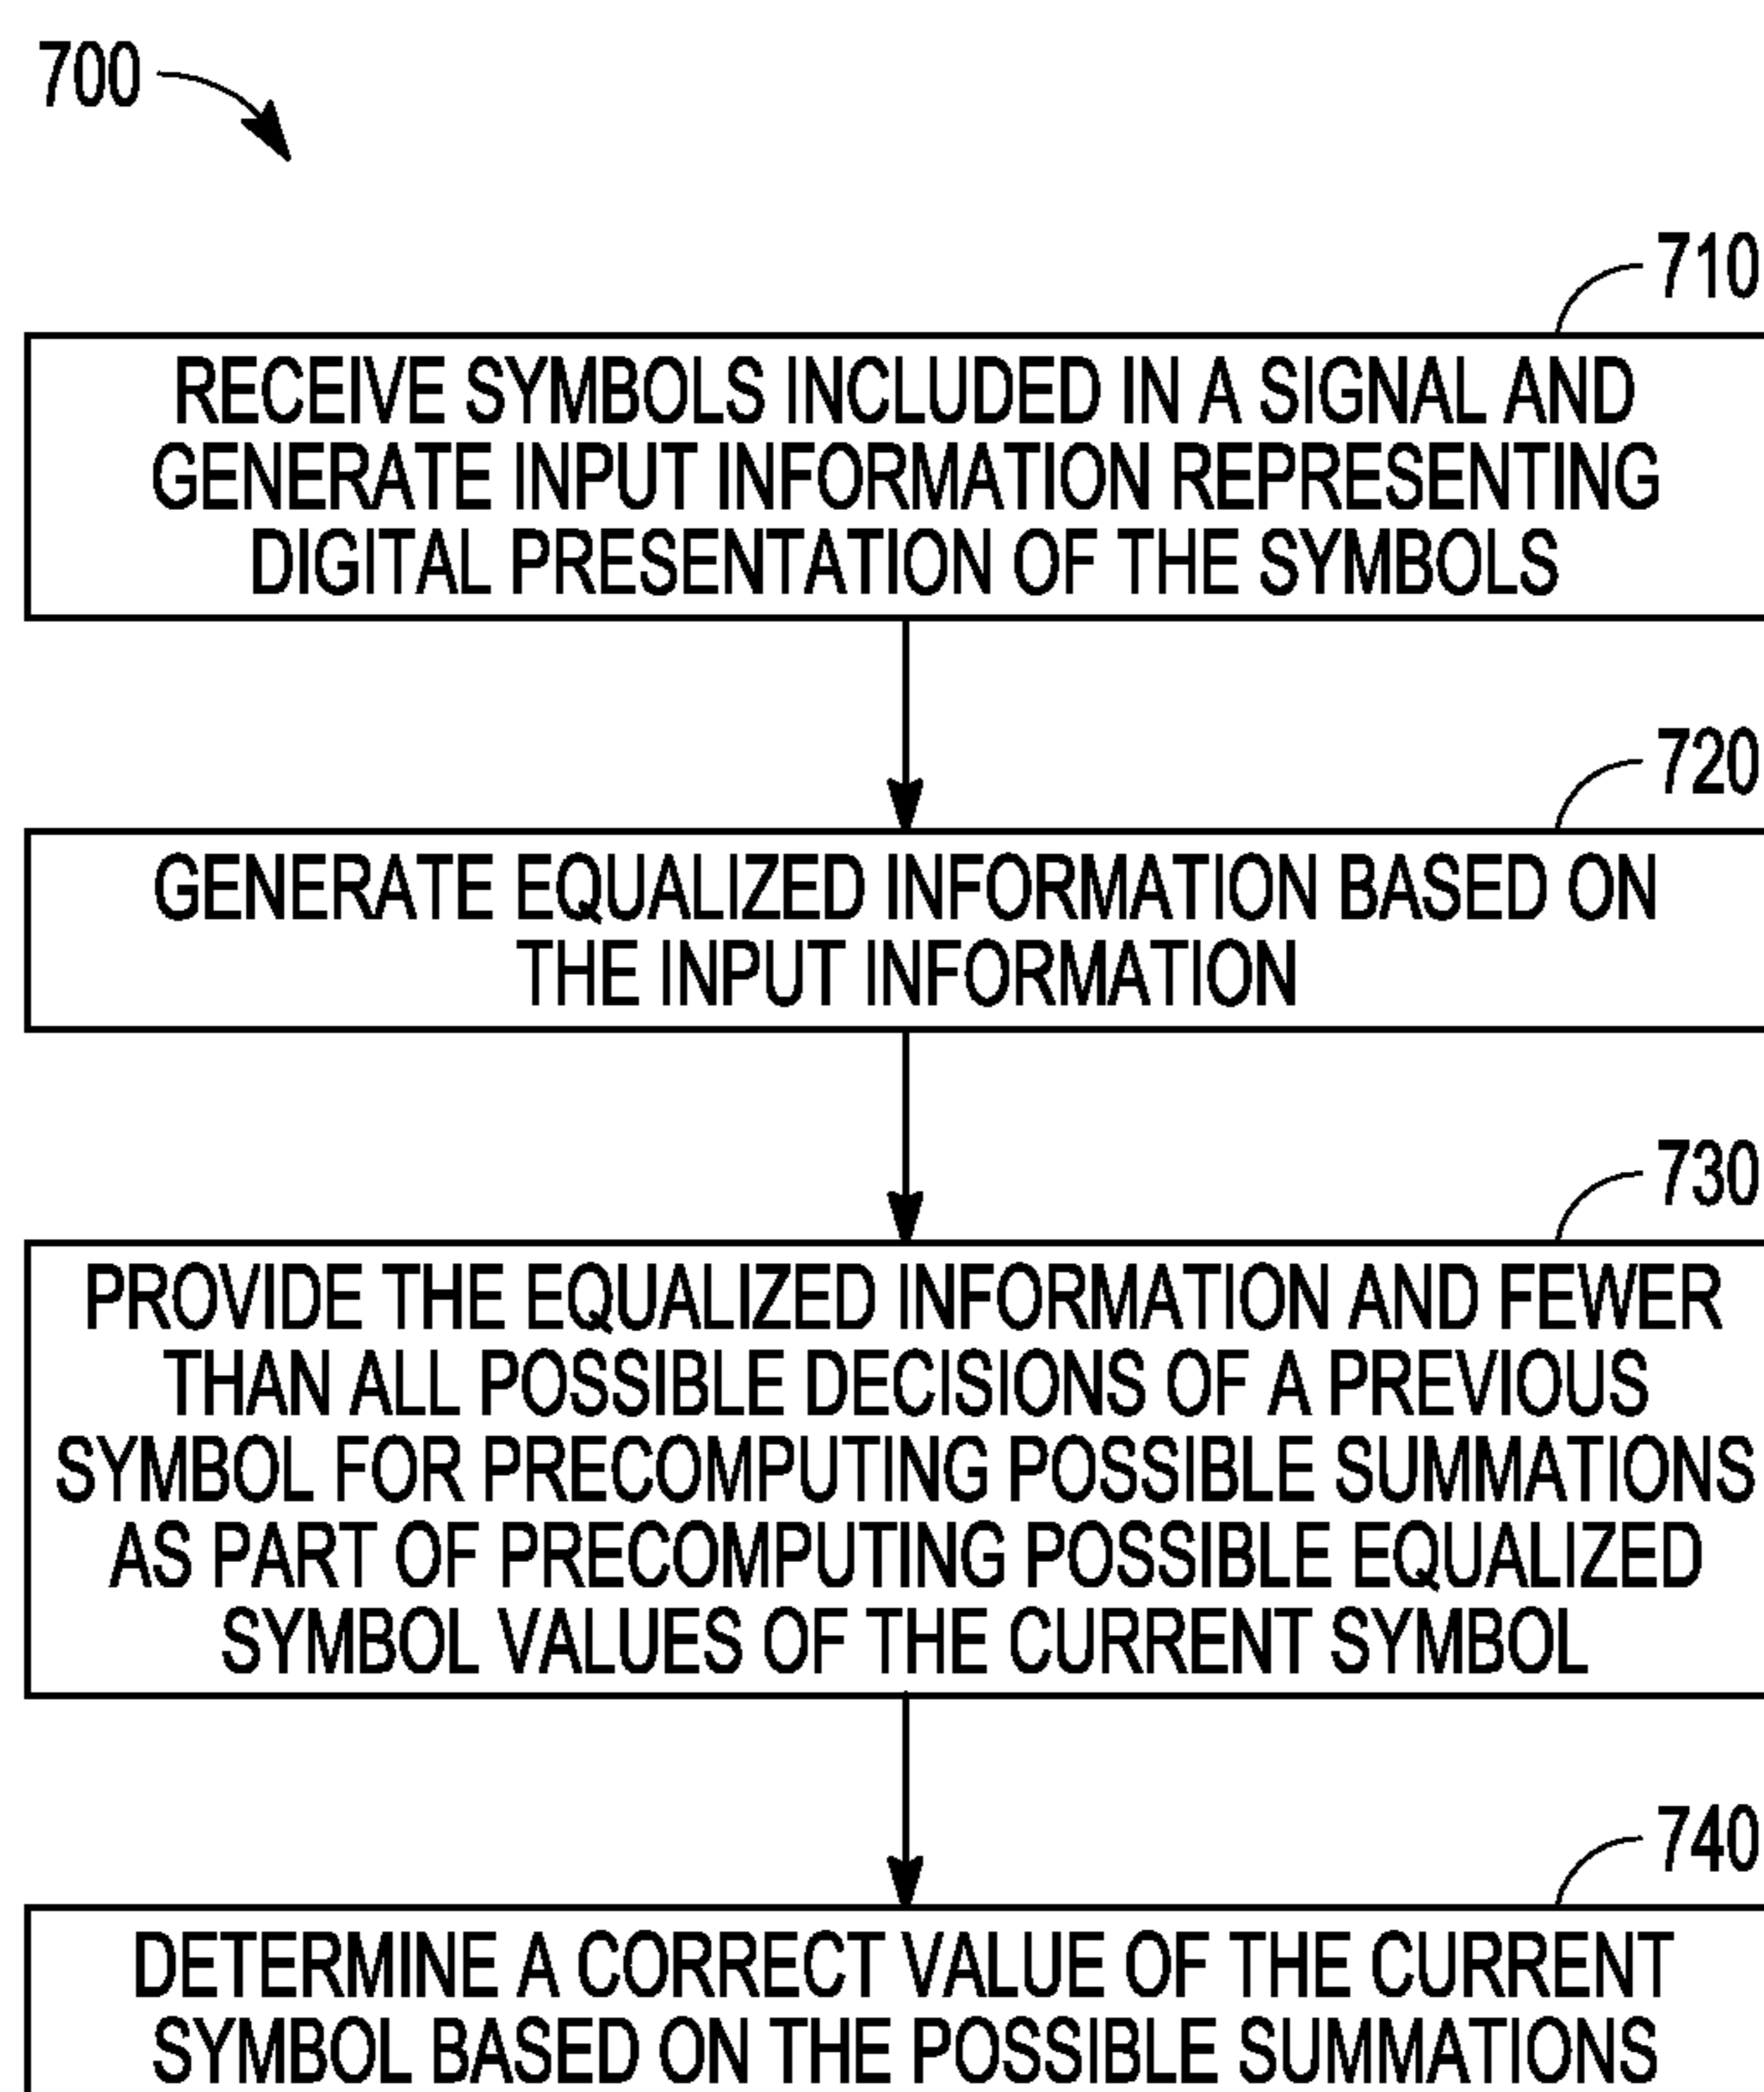 700
710
RECEIVE SYMBOLS INCLUDED IN A SIGNAL AND
GENERATE INPUT INFORMATION REPRESENTING
DIGITAL PRESENTATION OF THE SYMBOLS
720
GENERATE EQUALIZED INFORMATION BASED ON
THE INPUT INFORMATION
730
PROVIDE THE EQUALIZED INFORMATION AND FEWER
THAN ALL POSSIBLE DECISIONS OF A PREVIOUS
SYMBOL FOR PRECOMPUTING POSSIBLE SUMMATIONS
AS PART OF PRECOMPUTING POSSIBLE EQUALIZED
SYMBOL VALUES OF THE CURRENT SYMBOL
740
DETERMINE A CORRECT VALUE OF THE CURRENT
SYMBOL BASED ON THE POSSIBLE SUMMATIONS